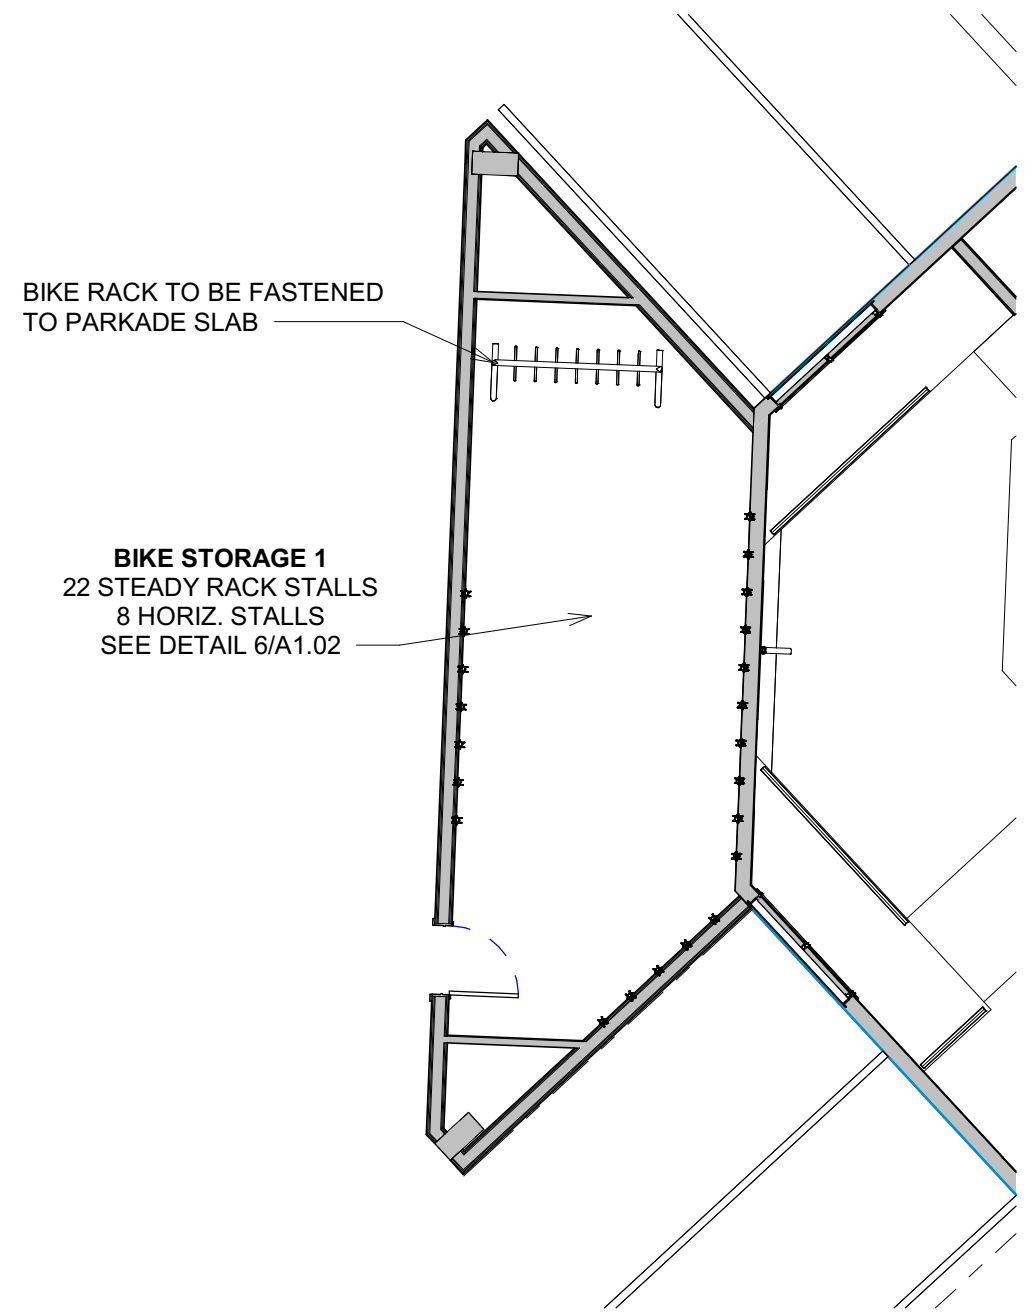 BIKE RACK TO BE FASTENED
TO PARKADE SLAB
BIKE STORAGE 1
22 STEADY RACK STALLS
8 HORIZ. STALLS
SEE DETAIL 6/A1.02